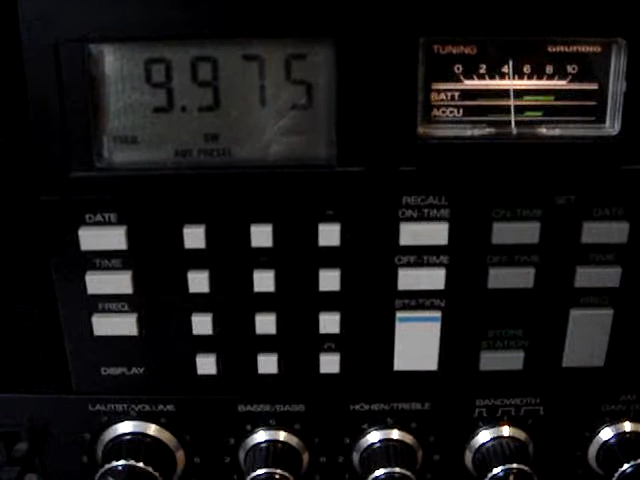 9.975
FREQ. SW
TUNING GRUNDIG
0 2 4 6 8 10
BATT
ACCU
RECALL SET
DATE ON-TIME ON-TIME DATE
TIME OFF-TIME OFF-TIME TIME
FREQ. STATION FREQ.
STORE
STATION
DISPLAY
LAUTST/VOLUME BASSE/BASS HÖHEN/TREBLE BANDWIDTH AM